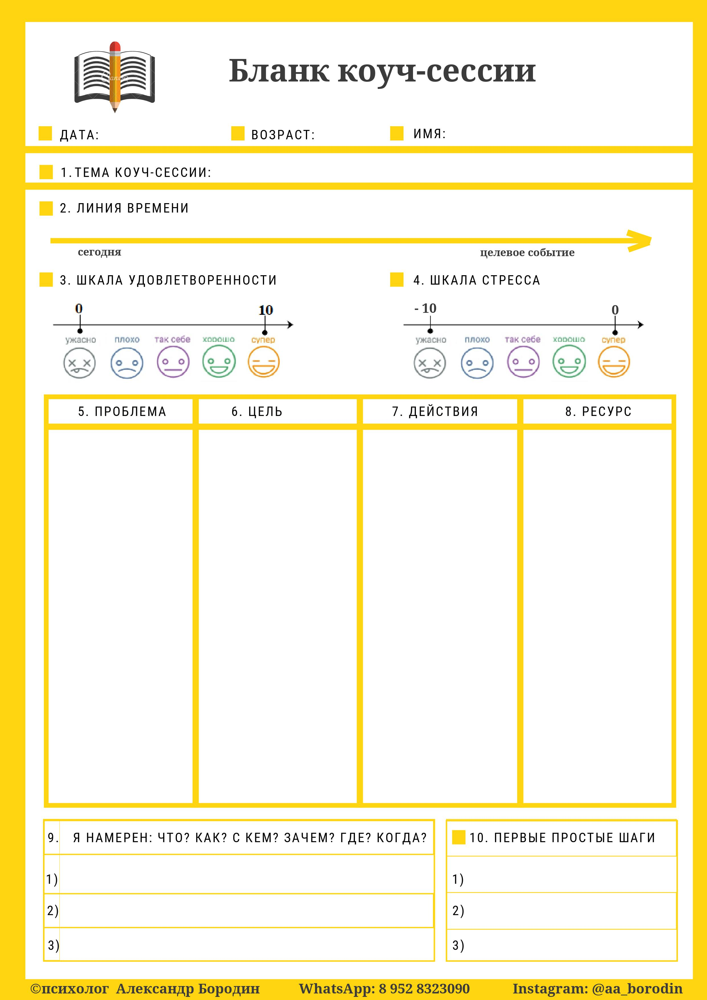 Canva
Бланк коуч-сессии
ДАТА: ВОЗРАСТ: ИМЯ:
1. ТЕМА КОУЧ-СЕССИИ:
2. ЛИНИЯ ВРЕМЕНИ
сегодня целевое событие
3. ШКАЛА УДОВЛЕТВОРЕННОСТИ 4. ШКАЛА СТРЕССА
0 10 - 10 0
ужасно плохо так себе хорошо супер ужасно плохо так себе хорошо супер
5. ПРОБЛЕМА 6. ЦЕЛЬ 7. ДЕЙСТВИЯ 8. РЕСУРС
9. Я НАМЕРЕН: ЧТО? КАК? С КЕМ? ЗАЧЕМ? ГДЕ? КОГДА? 10. ПЕРВЫЕ ПРОСТЫЕ ШАГИ
1) 1)
2) 2)
3) 3)
©психолог Александр Бородин WhatsApp: 8 952 8323090 Instagram: @aa_borodin